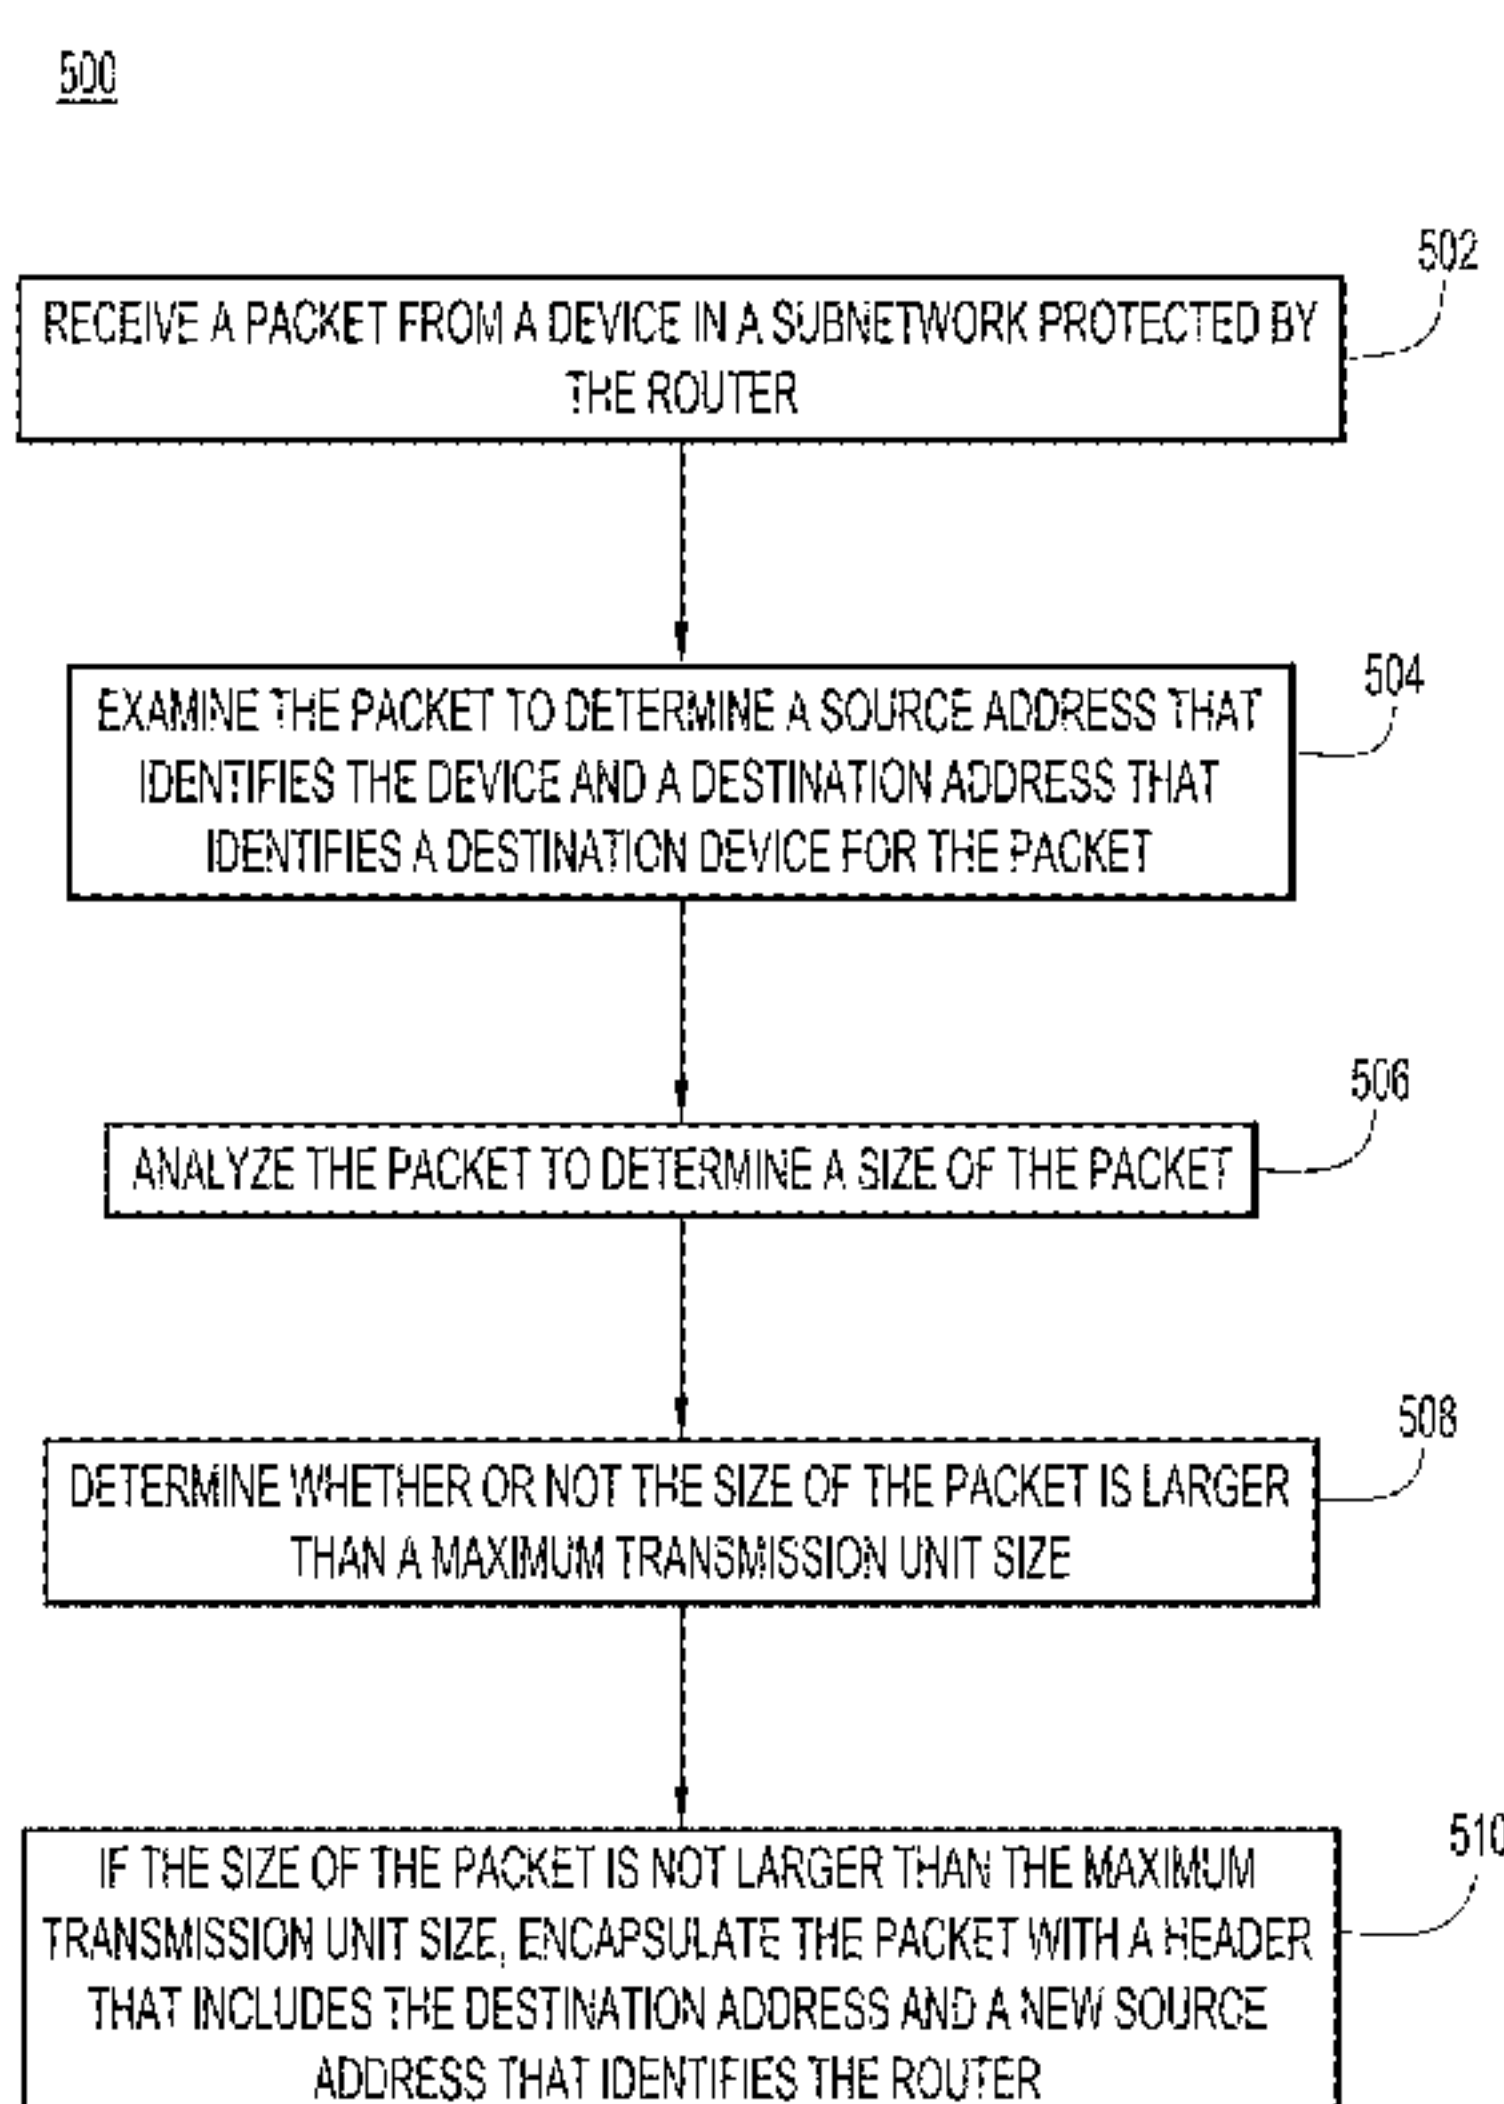 500
502
RECEIVE A PACKET FROM A DEVICE IN A SUBNETWORK PROTECTED BY
THE ROUTER
504
EXAMINE THE PACKET TO DETERMINE A SOURCE ADDRESS THAT
IDENTIFIES THE DEVICE AND A DESTINATION ADDRESS THAT
IDENTIFIES A DESTINATION DEVICE FOR THE PACKET
506
ANALYZE THE PACKET TO DETERMINE A SIZE OF THE PACKET
508
DETERMINE WHETHER OR NOT THE SIZE OF THE PACKET IS LARGER
THAN A MAXIMUM TRANSMISSION UNIT SIZE
510
IF THE SIZE OF THE PACKET IS NOT LARGER THAN THE MAXIMUM
TRANSMISSION UNIT SIZE, ENCAPSULATE THE PACKET WITH A HEADER
THAT INCLUDES THE DESTINATION ADDRESS AND A NEW SOURCE
ADDRESS THAT IDENTIFIES THE ROUTER